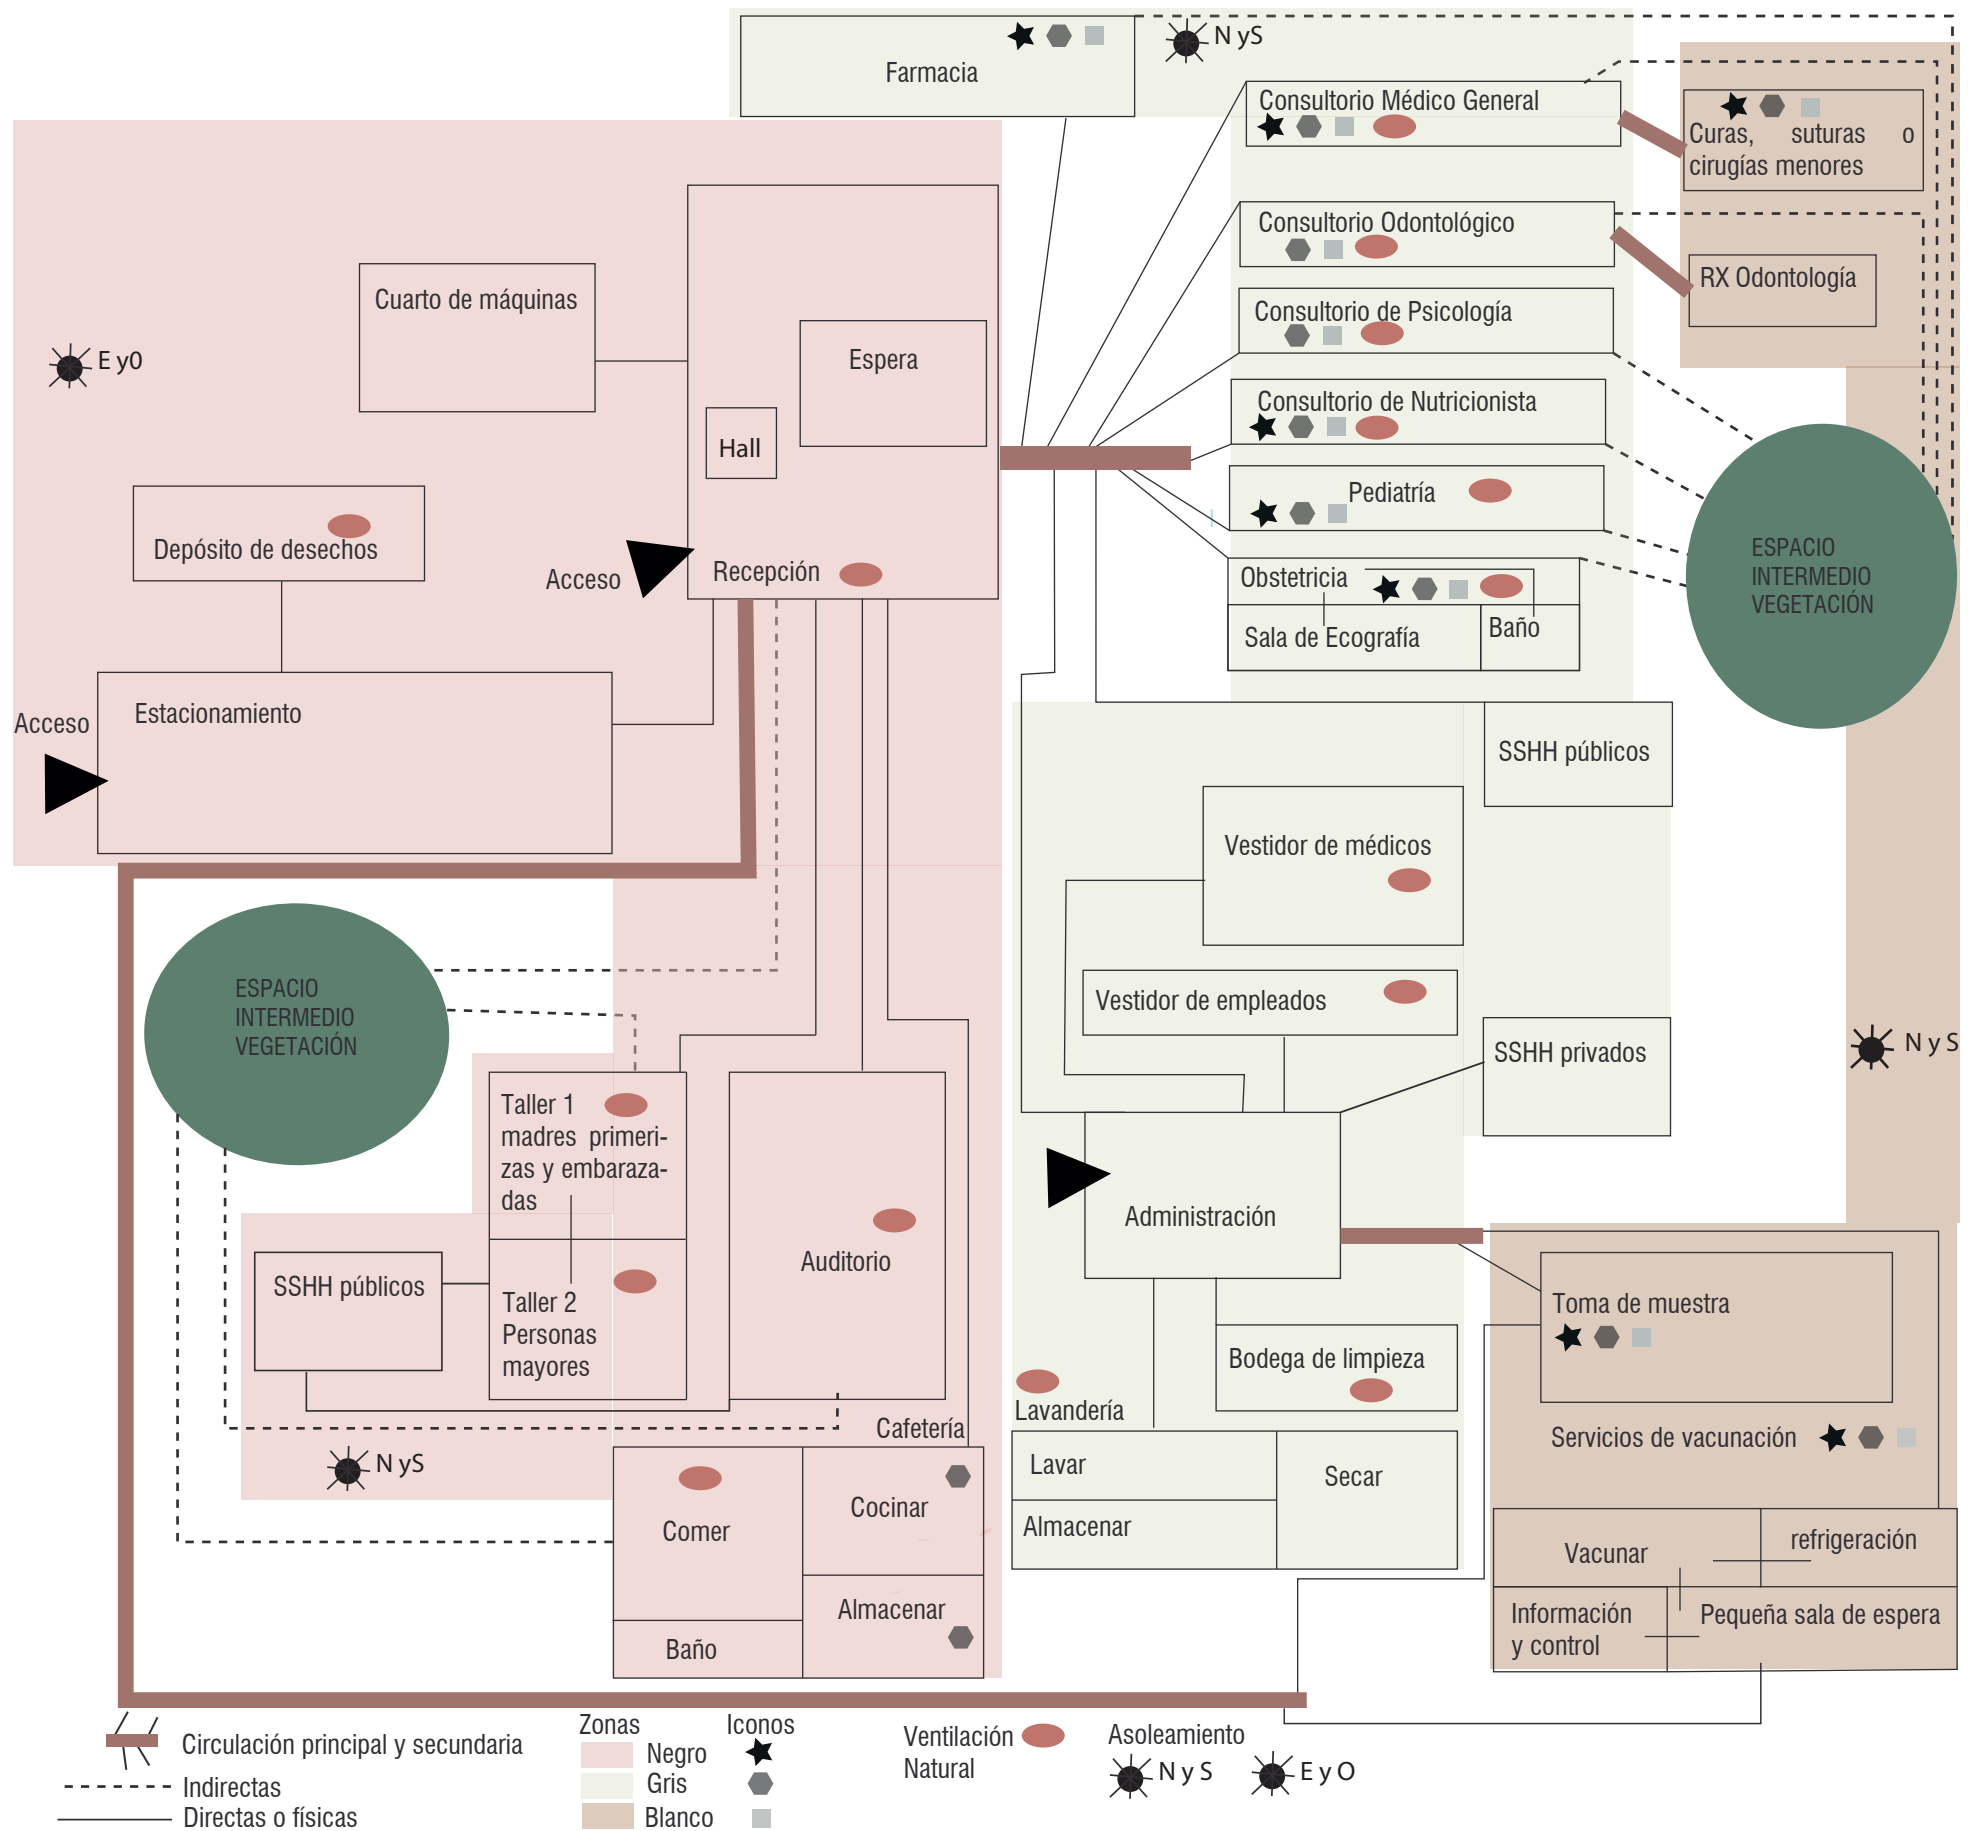 Farmacia
N yS
Consultorio Médico General
Curas, suturas o
cirugías menores
Consultorio Odontológico
RX Odontología
Consultorio de Psicología
Consultorio de Nutricionista
Pediatría
Obstetricia
Sala de Ecografía
Baño
ESPACIO
INTERMEDIO
VEGETACIÓN
Cuarto de máquinas
Espera
Hall
E y0
Depósito de desechos
Acceso
Recepción
Acceso
Estacionamiento
SSHH públicos
Vestidor de médicos
Vestidor de empleados
SSHH privados
N y S
ESPACIO
INTERMEDIO
VEGETACIÓN
Taller 1
madres primeri-
zas y embaraza-
das
Auditorio
SSHH públicos
Taller 2
Personas
mayores
N yS
Administración
Toma de muestra
Bodega de limpieza
Lavandería
Servicios de vacunación
Cafetería
Comer
Cocinar
Almacenar
Baño
Lavar
Almacenar
Secar
Vacunar
refrigeración
Información
y control
Pequeña sala de espera
Circulación principal y secundaria
Indirectas
Directas o físicas
Zonas
Negro
Gris
Blanco
Iconos
Ventilación
Natural
Asoleamiento
N y S
E y O